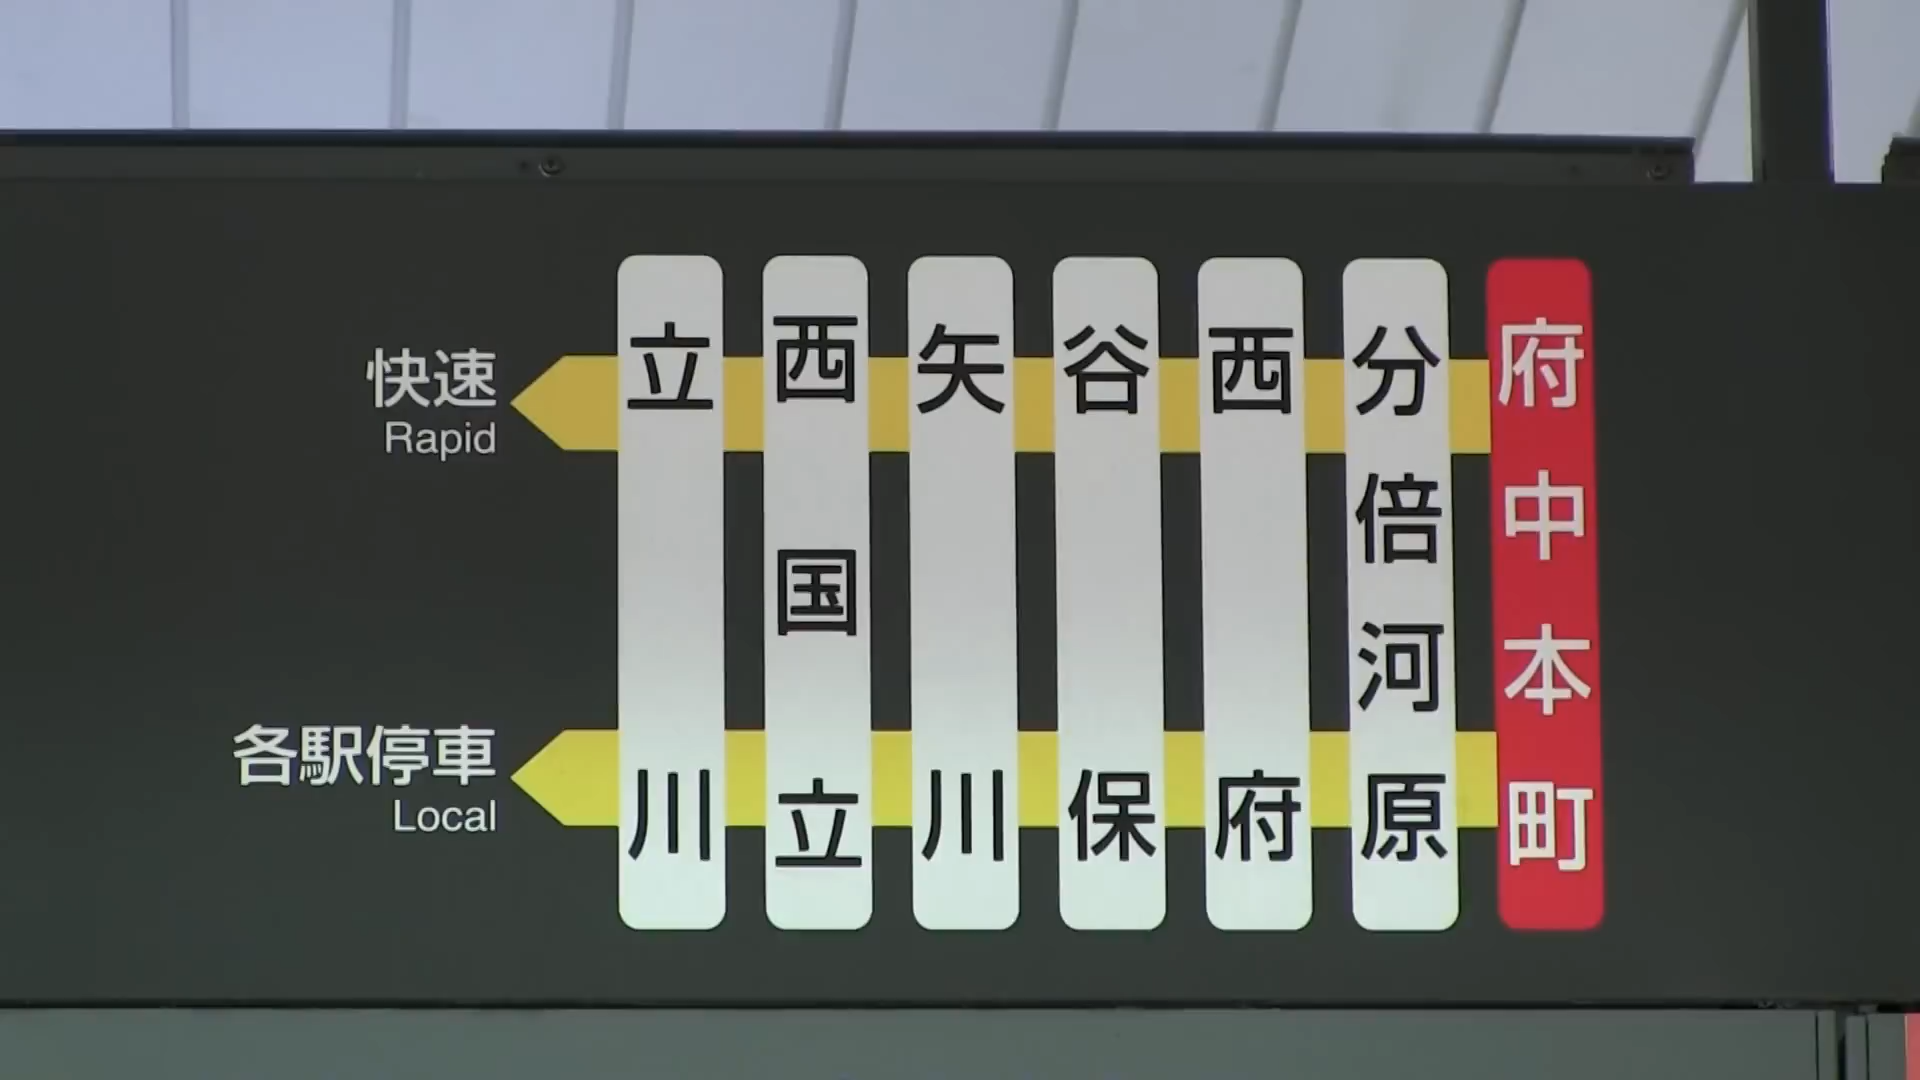 快速
Rapid
各駅停車
Local
立川
西国立
矢川
谷保
西府
分倍河原
府中本町